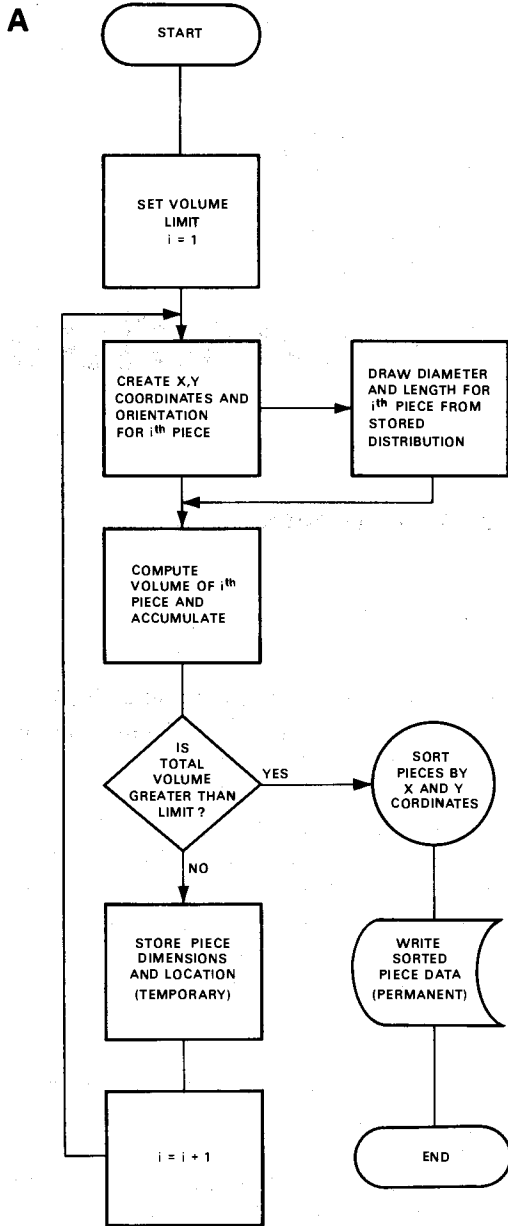 A
START
SET VOLUME
LIMIT
i = 1
CREATE X,Y
COORDINATES AND
ORIENTATION
FOR ith PIECE
DRAW DIAMETER
AND LENGTH FOR
ith PIECE FROM
STORED
DISTRIBUTION
COMPUTE
VOLUME OF ith
PIECE AND
ACCUMULATE
IS
TOTAL
VOLUME
GREATER THAN
LIMIT ?
YES
NO
SORT
PIECES BY
X AND Y
CORDINATES
STORE PIECE
DIMENSIONS
AND LOCATION
(TEMPORARY)
WRITE
SORTED
PIECE DATA
(PERMANENT)
i = i + 1
END